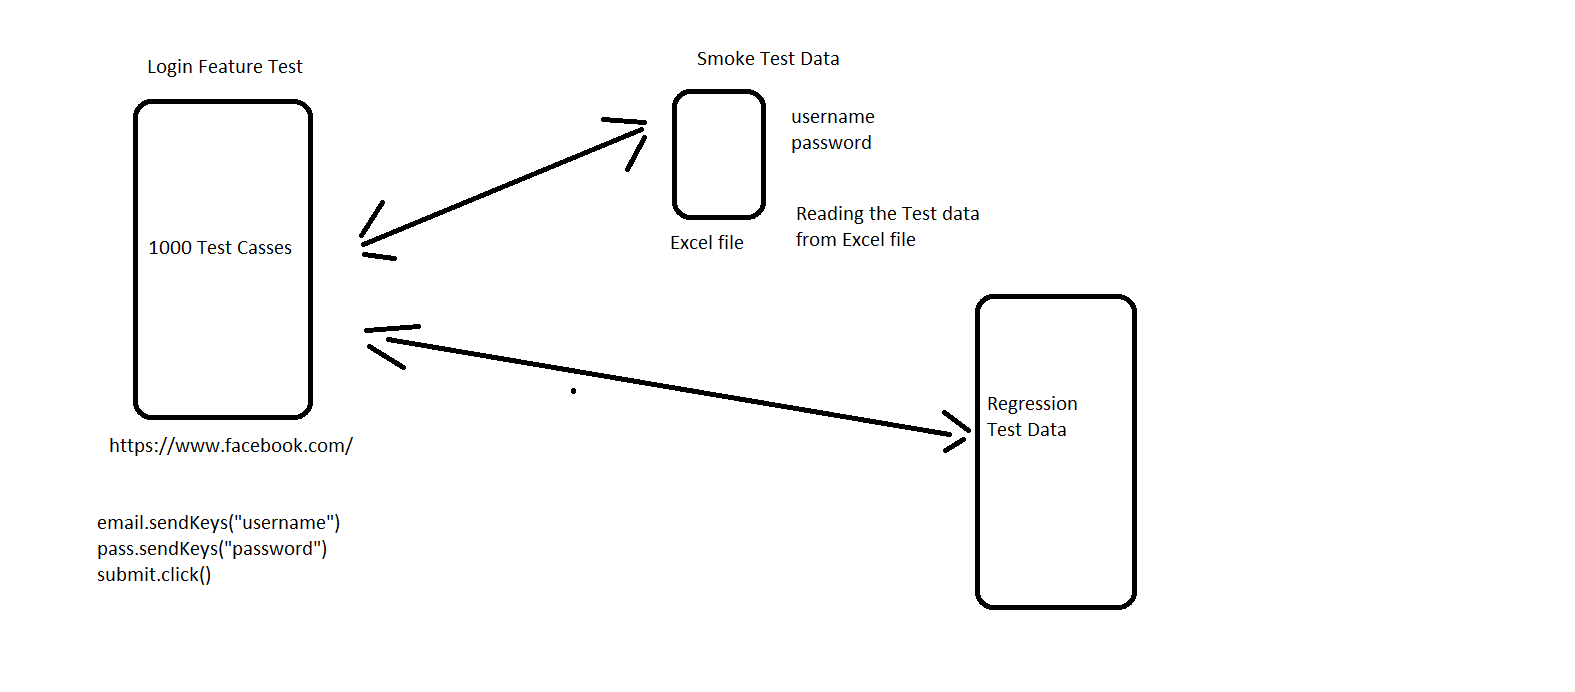 Login Feature Test
1000 Test Casses
https://www.facebook.com/
email.sendKeys("username")
pass.sendKeys("password")
submit.click()
Smoke Test Data
username
password
Excel file
Reading the Test data
from Excel file
Regression
Test Data